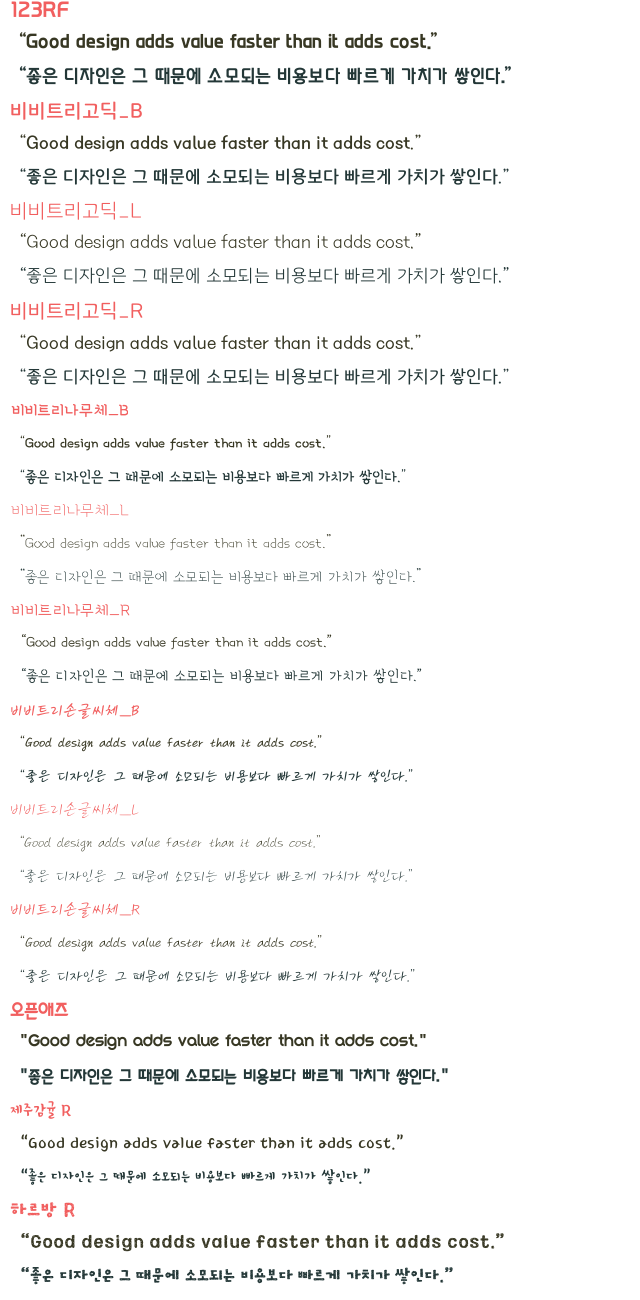 123RF
“Good design adds value faster than it adds cost.”
“좋은 디자인은 그 때문에 소모되는 비용보다 빠르게 가치가 쌓인다.”
비비트리고딕_B
“Good design adds value faster than it adds cost.”
“좋은 디자인은 그 때문에 소모되는 비용보다 빠르게 가치가 쌓인다.”
비비트리고딕_L
“Good design adds value faster than it adds cost.”
“좋은 디자인은 그 때문에 소모되는 비용보다 빠르게 가치가 쌓인다.”
비비트리고딕_R
“Good design adds value faster than it adds cost.”
“좋은 디자인은 그 때문에 소모되는 비용보다 빠르게 가치가 쌓인다.”
비비트리나무체_B
“Good design adds value faster than it adds cost.”
“좋은 디자인은 그 때문에 소모되는 비용보다 빠르게 가치가 쌓인다.”
비비트리나무체_L
“Good design adds value faster than it adds cost.”
“좋은 디자인은 그 때문에 소모되는 비용보다 빠르게 가치가 쌓인다.”
비비트리나무체_R
“Good design adds value faster than it adds cost.”
“좋은 디자인은 그 때문에 소모되는 비용보다 빠르게 가치가 쌓인다.”
비비트리손글씨체_B
“Good design adds value faster than it adds cost.”
“좋은 디자인은 그 때문에 소모되는 비용보다 빠르게 가치가 쌓인다.”
비비트리손글씨체_L
“Good design adds value faster than it adds cost.”
“좋은 디자인은 그 때문에 소모되는 비용보다 빠르게 가치가 쌓인다.”
비비트리손글씨체_R
“Good design adds value faster than it adds cost.”
“좋은 디자인은 그 때문에 소모되는 비용보다 빠르게 가치가 쌓인다.”
오픈애즈
"Good design adds value faster than it adds cost."
"좋은 디자인은 그 때문에 소모되는 비용보다 빠르게 가치가 쌓인다."
제주감귤 R
“Good design adds value faster than it adds cost.”
“좋은 디자인은 그 때문에 소모되는 비용보다 빠르게 가치가 쌓인다.”
하르방 R
“Good design adds value faster than it adds cost.”
“좋은 디자인은 그 때문에 소모되는 비용보다 빠르게 가치가 쌓인다.”